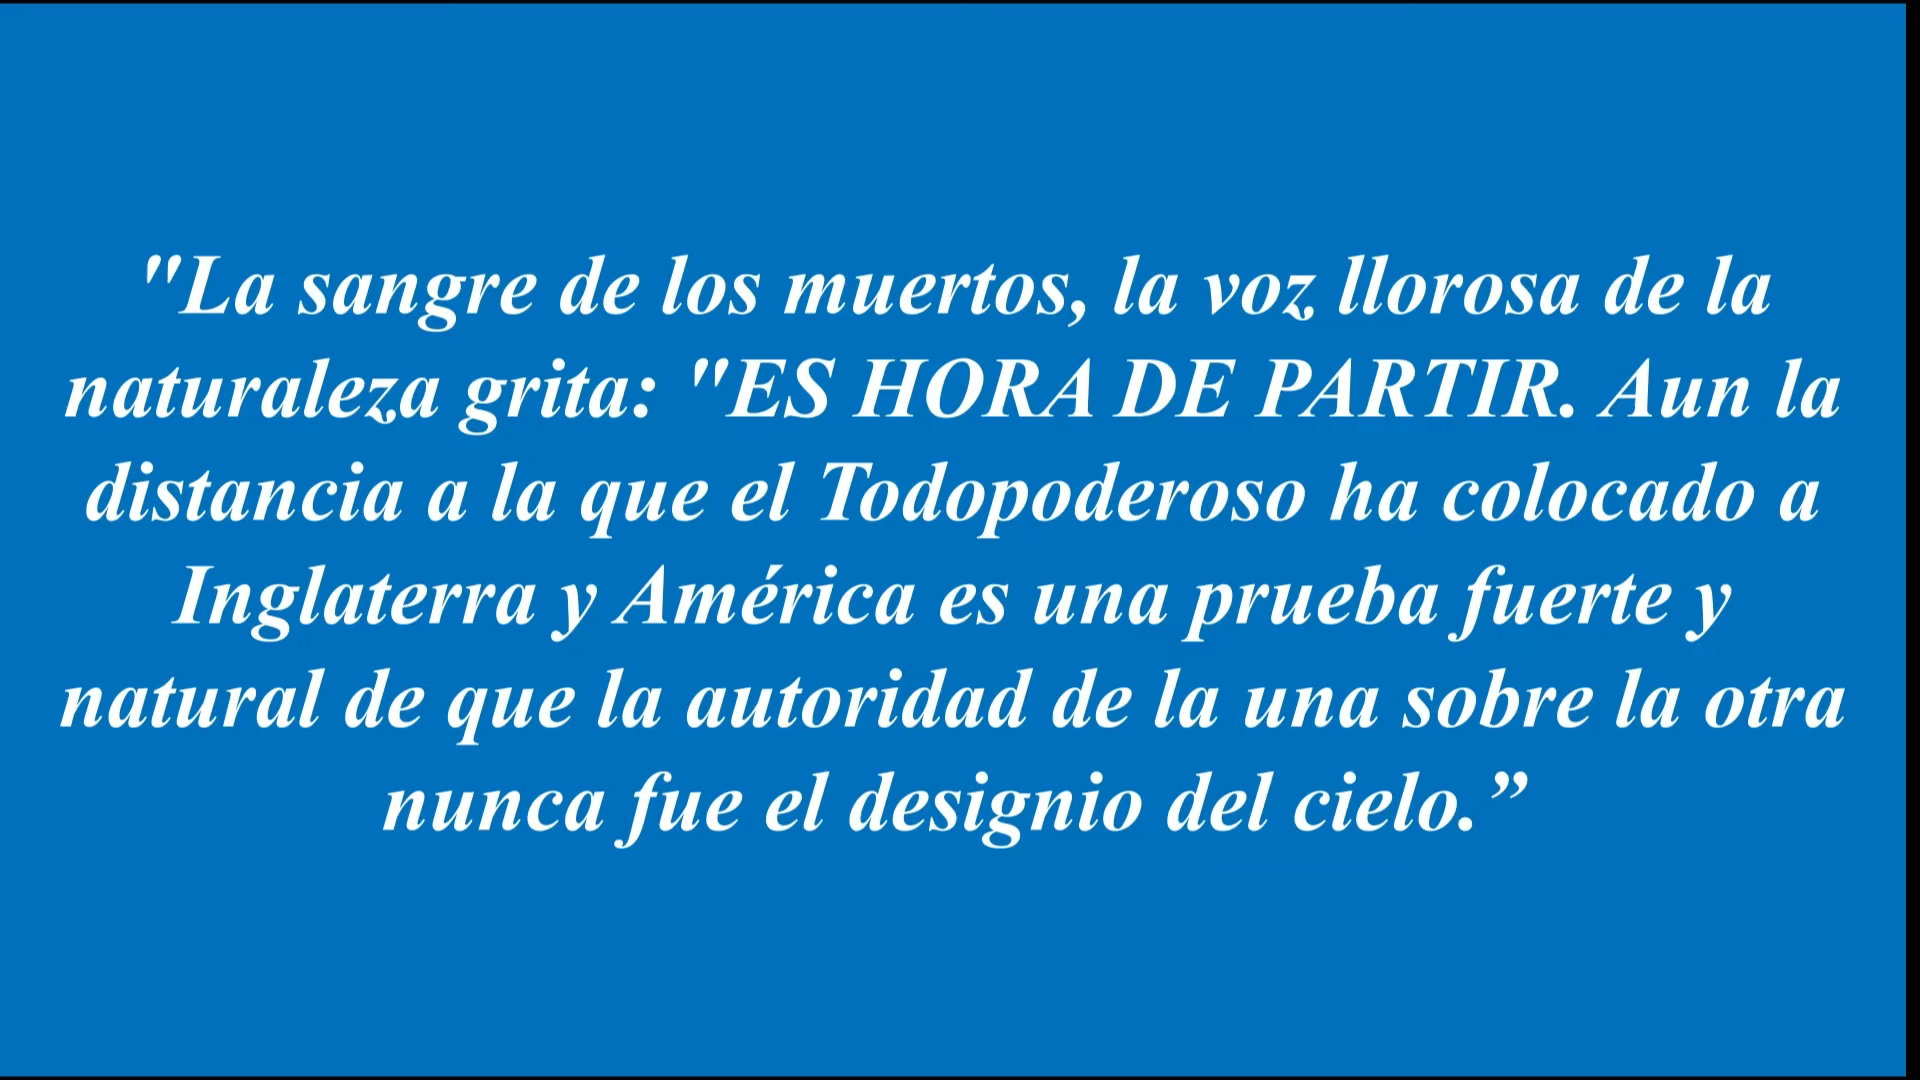 "La sangre de los muertos, la voz llorosa de la
naturaleza grita: "ES HORA DE PARTIR. Aun la
distancia a la que el Todopoderoso ha colocado a
Inglaterra y América es una prueba fuerte y
natural de que la autoridad de la una sobre la otra
nunca fue el designio del cielo.”